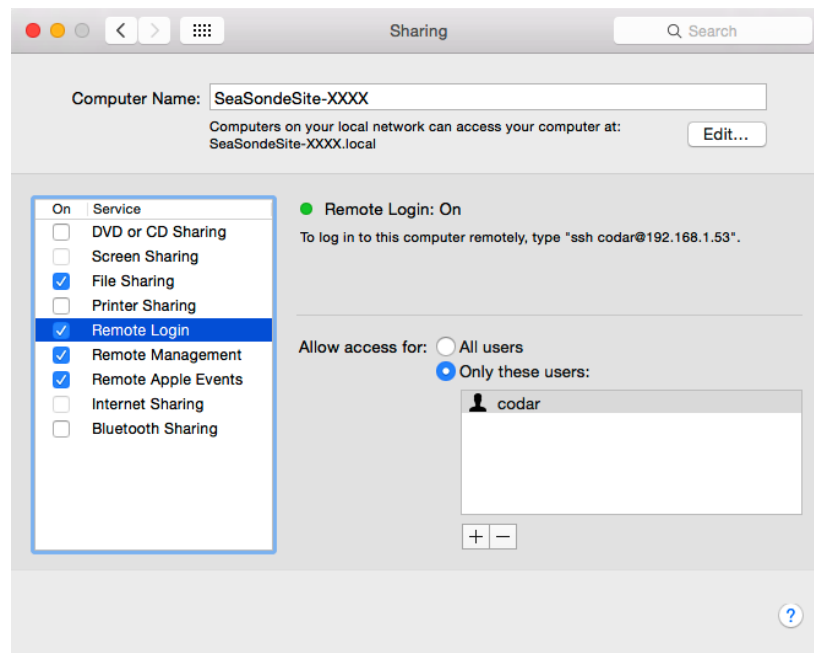 Sharing
Search
Computer Name: SeaSondeSite-XXXX
Computers on your local network can access your computer at:
SeaSondeSite-XXXX.local
Edit...
On Service
DVD or CD Sharing
Screen Sharing
File Sharing
Printer Sharing
Remote Login
Remote Management
Remote Apple Events
Internet Sharing
Bluetooth Sharing
Remote Login: On
To log in to this computer remotely, type "ssh codar@192.168.1.53".
Allow access for: All users
Only these users:
codar
+ −
?